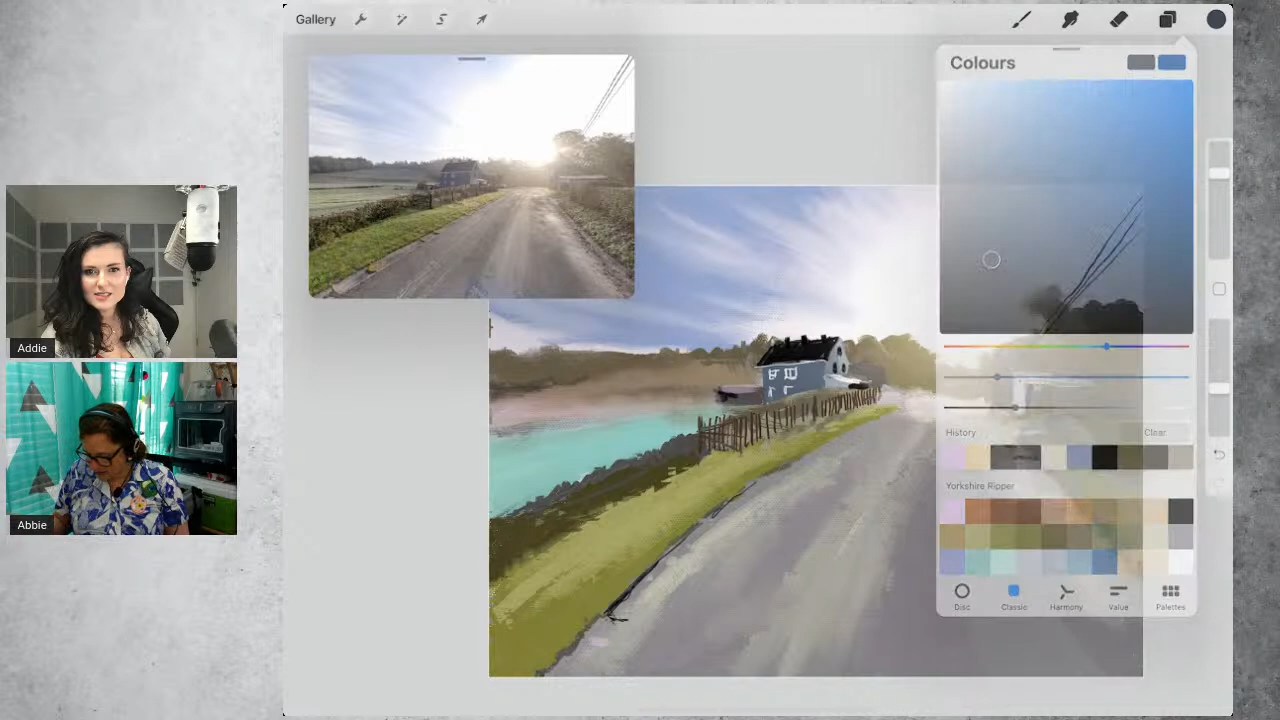 Gallery
Colours
Addie
Abbie
History
Clear
Yorkshire Ripper
Disc
Classic
Harmony
Value
Palettes